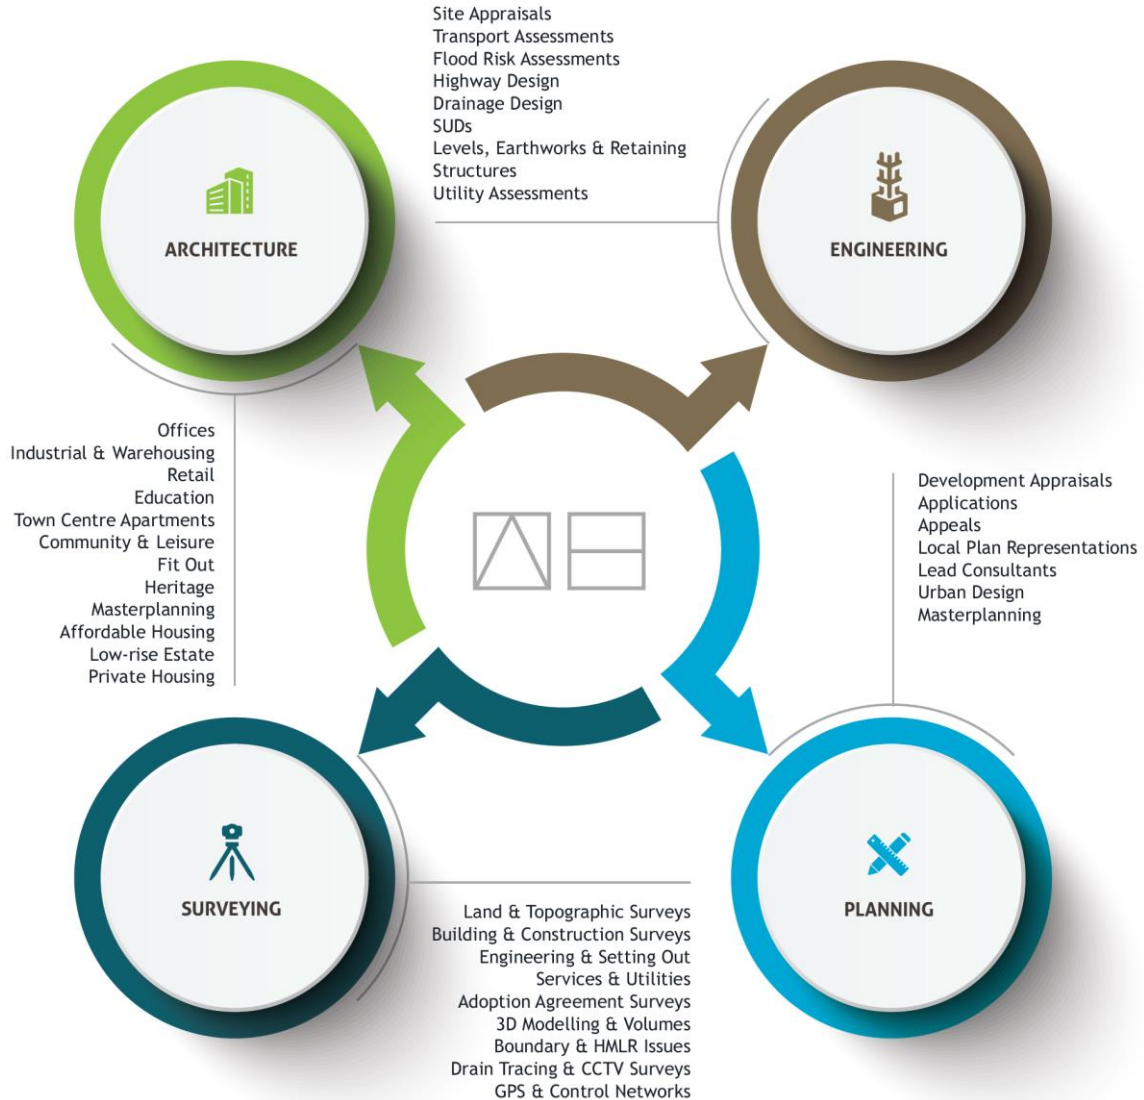 Site Appraisals
Transport Assessments
Flood Risk Assessments
Highway Design
Drainage Design
SUDs
Levels, Earthworks & Retaining
Structures
Utility Assessments
ARCHITECTURE
ENGINEERING
Offices
Industrial & Warehousing
Retail
Education
Town Centre Apartments
Community & Leisure
Fit Out
Heritage
Masterplanning
Affordable Housing
Low-rise Estate
Private Housing
Development Appraisals
Applications
Appeals
Local Plan Representations
Lead Consultants
Urban Design
Masterplanning
SURVEYING
PLANNING
Land & Topographic Surveys
Building & Construction Surveys
Engineering & Setting Out
Services & Utilities
Adoption Agreement Surveys
3D Modelling & Volumes
Boundary & HMLR Issues
Drain Tracing & CCTV Surveys
GPS & Control Networks